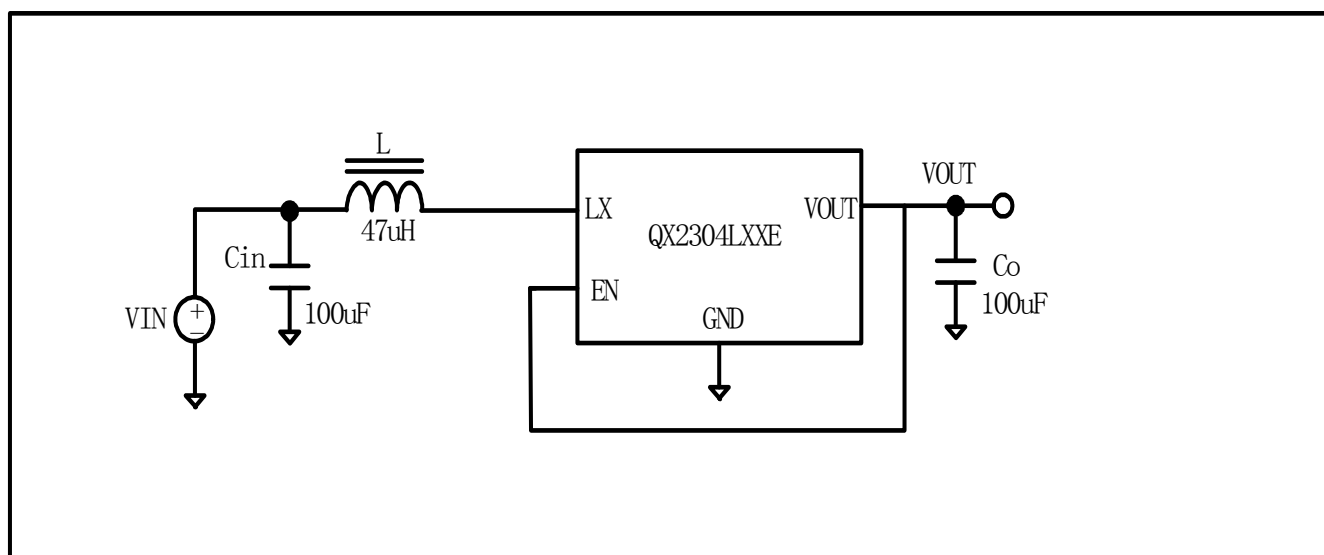 L
47uH
Cin
100uF
VIN
+
−
LX
EN
QX2304LXXE
VOUT
GND
VOUT
Co
100uF